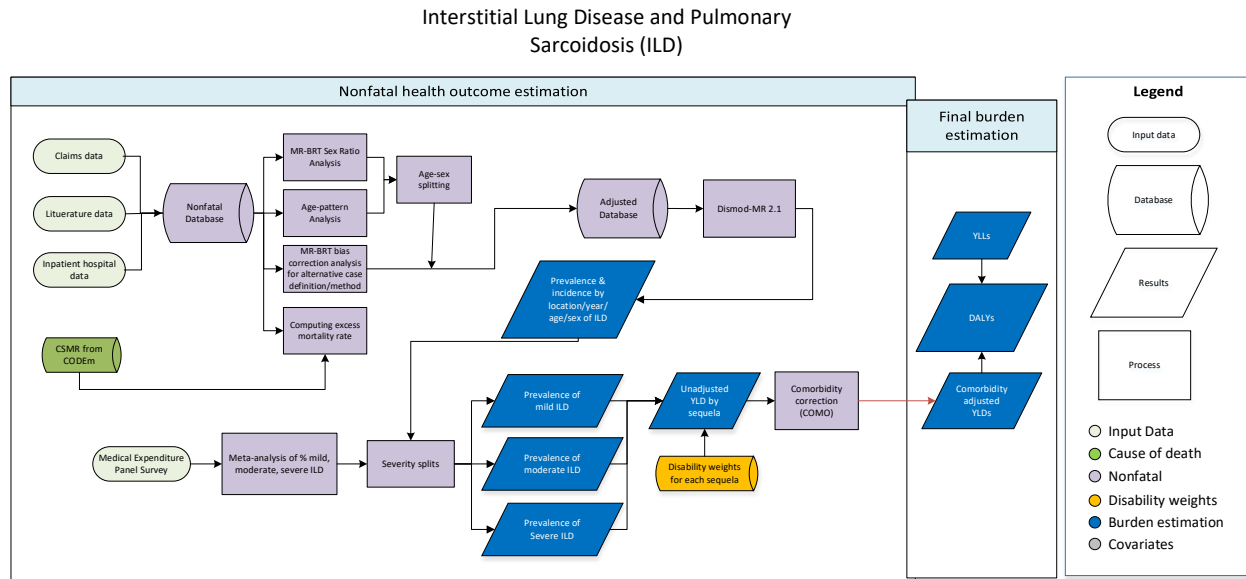 Interstitial Lung Disease and Pulmonary
Sarcoidosis (ILD)
Nonfatal health outcome estimation
Final burden
estimation
Legend
Input data
Database
Results
Process
Input Data
Cause of death
Nonfatal
Disability weights
Burden estimation
Covariates
Claims data
Lituerature data
Inpatient hospital
data
Nonfatal
Database
MR-BRT Sex Ratio
Analysis
Age-pattern
Analysis
MR-BRT bias
correction analysis
for alternative case
definition/method
Computing excess
mortality rate
Age-sex
splitting
Adjusted
Database
Dismod-MR 2.1
CSMR from
CODEm
Prevalence &
incidence by
location/year/
age/sex of ILD
YLLs
DALYs
Comorbidity
adjusted
YLDs
Medical Expenditure
Panel Survey
Meta-analysis of % mild,
moderate, severe ILD
Severity splits
Prevalence of
mild ILD
Prevalence of
moderate ILD
Prevalence of
Severe ILD
Unadjusted
YLD by
sequela
Disability weights
for each sequela
Comorbidity
correction
(COMO)